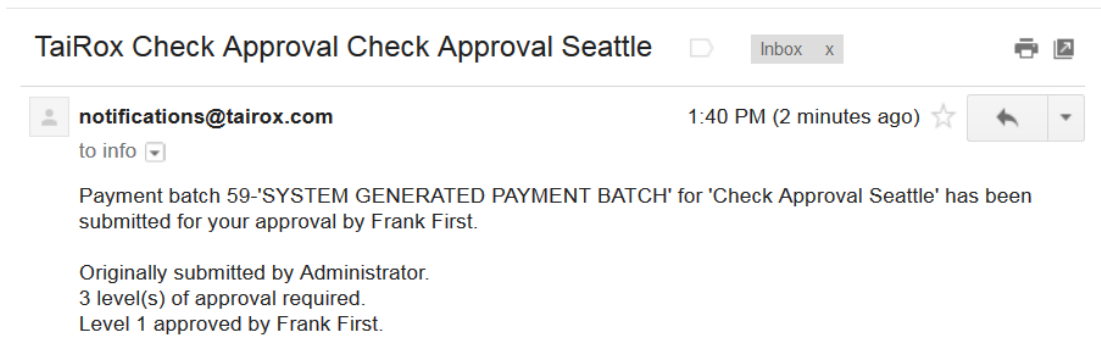 TaiRox Check Approval Check Approval Seattle Inbox x
notifications@tairox.com 1:40 PM (2 minutes ago)
to info
Payment batch 59-'SYSTEM GENERATED PAYMENT BATCH' for 'Check Approval Seattle' has been
submitted for your approval by Frank First.
Originally submitted by Administrator.
3 level(s) of approval required.
Level 1 approved by Frank First.